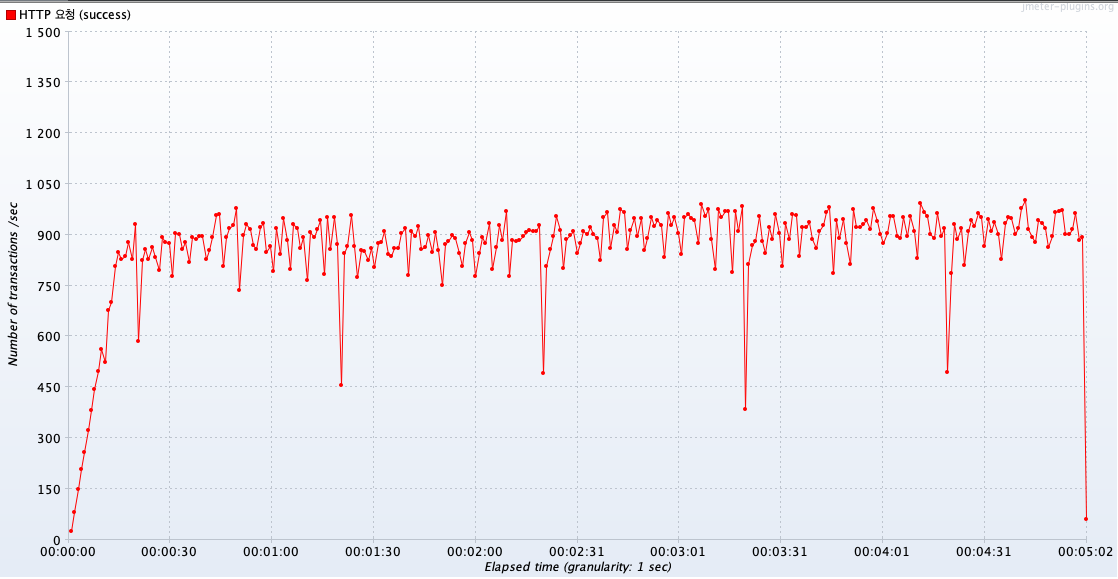 jmeter-plugins.org
HTTP 요청 (success)
1 500
1 350
1 200
1 050
900
750
600
450
300
150
0
Number of transactions /sec
00:00:00 00:00:30 00:01:00 00:01:30 00:02:00 00:02:31 00:03:01 00:03:31 00:04:01 00:04:31 00:05:02
Elapsed time (granularity: 1 sec)